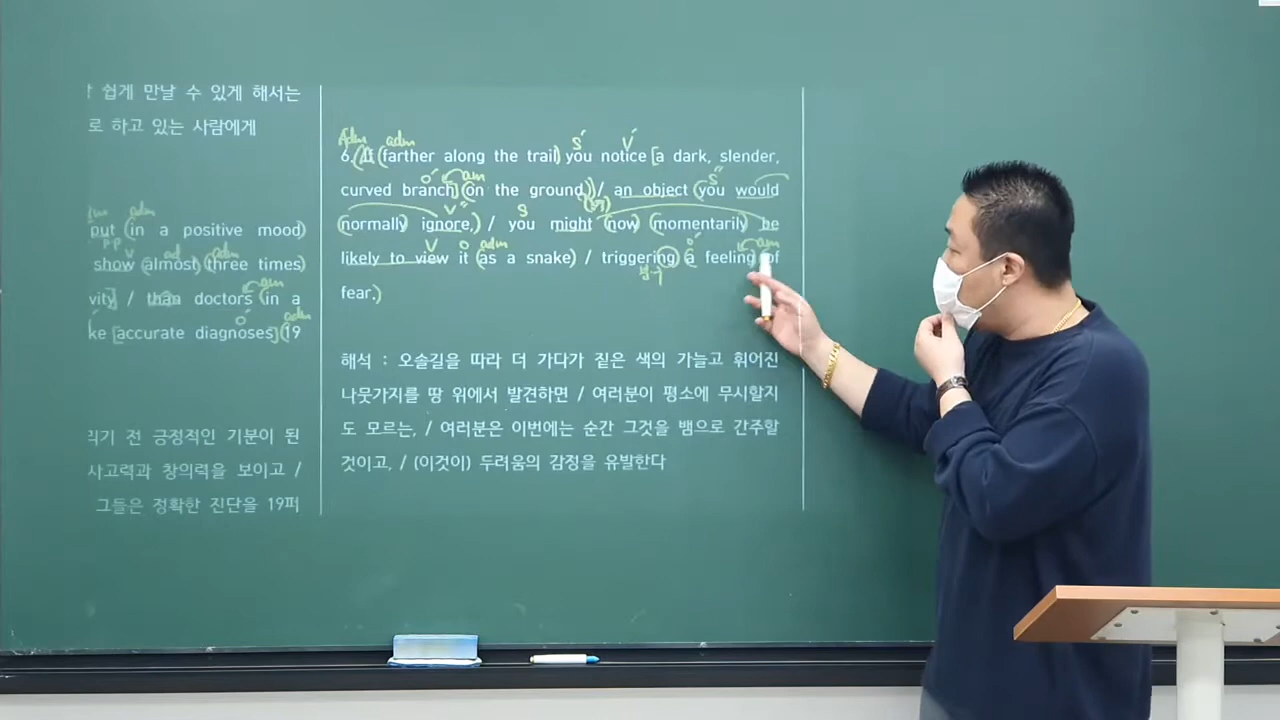 쉽게 만날 수 있게 해서는
로 하고 있는 사람에게
put (in a positive mood)
show (almost) (three times)
vity] / than doctors (in a
ke [accurate diagnoses] (19
리기 전 긍정적인 기분이 된
사고력과 창의력을 보이고 /
그들은 정확한 진단을 19퍼
6. (If (farther along the trail) you notice [a dark, slender,
curved branch] (on the ground)) / an object (you would
normally ignore,) / you might (now) (momentarily) be
likely to view it (as a snake) / triggering) (a feeling) of
fear.)
해석 : 오솔길을 따라 더 가다가 짙은 색의 가늘고 휘어진
나뭇가지를 땅 위에서 발견하면 / 여러분이 평소에 무시할지
도 모르는, / 여러분은 이번에는 순간 그것을 뱀으로 간주할
것이고, / (이것이) 두려움의 감정을 유발한다